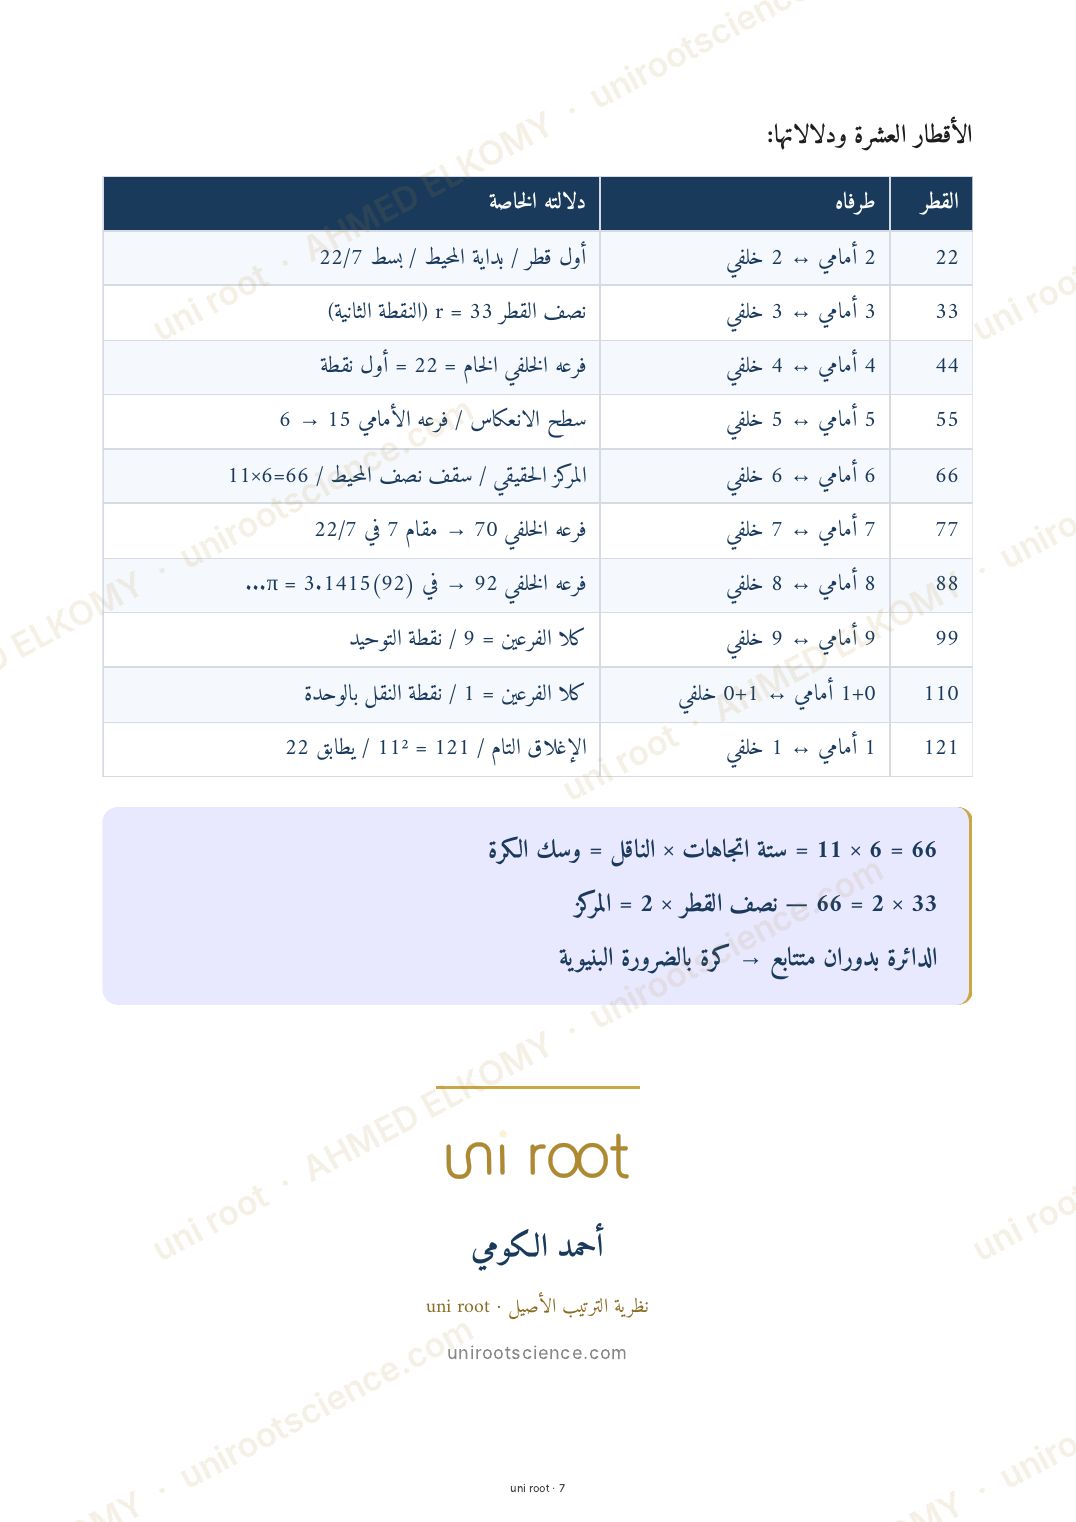 الأقطار العشرة ودلالاتها:
القطر طرفاه دلالته الخاصة
22 2 أمامي ↔ 2 خلفي أول قطر / بداية المحيط / بسط 22/7
33 3 أمامي ↔ 3 خلفي نصف القطر r = 33 (النقطة الثانية)
44 4 أمامي ↔ 4 خلفي فرعه الخلفي الخام = 22 = أول نقطة
55 5 أمامي ↔ 5 خلفي سطح الانعكاس / فرعه الأمامي 15 → 6
66 6 أمامي ↔ 6 خلفي المركز الحقيقي / سقف نصف المحيط / 66=6×11
77 7 أمامي ↔ 7 خلفي فرعه الخلفي 70 → مقام 7 في 22/7
88 8 أمامي ↔ 8 خلفي فرعه الخلفي 92 → في π = 3.1415(92)...
99 9 أمامي ↔ 9 خلفي كلا الفرعين = 9 / نقطة التوحيد
110 1+0 أمامي ↔ 0+1 خلفي كلا الفرعين = 1 / نقطة النقل بالوحدة
121 1 أمامي ↔ 1 خلفي الإغلاق التام / 121 = 11² / يطابق 22
66 = 6 × 11 = ستة اتجاهات × الناقل = وسك الكرة
33 × 2 = 66 — نصف القطر × 2 = المركز
الدائرة بدوران متتابع → كرة بالضرورة البنيوية
uni root
أحمد الكومي
نظرية الترتيب الأصيل · uni root
unirootscience.com
uni root · 7
uni root · AHMED ELKOMY · unirootscience.com